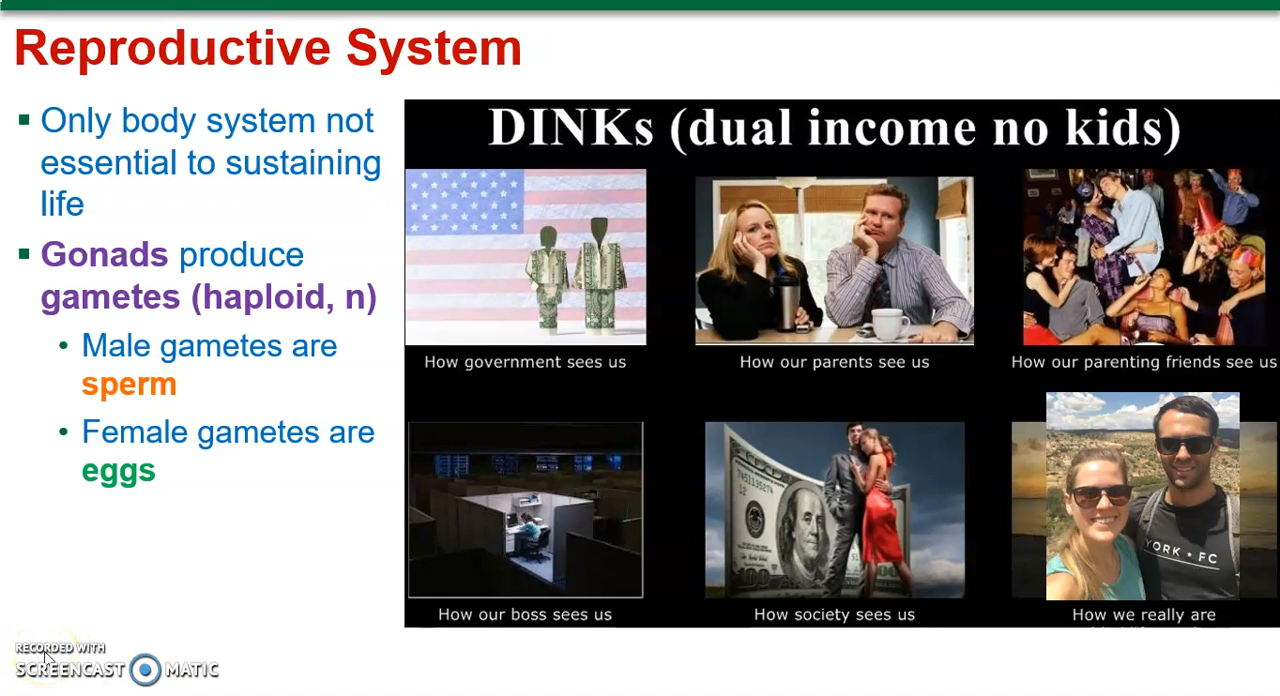 Reproductive System
▪ Only body system not
essential to sustaining
life
▪ Gonads produce
gametes (haploid, n)
• Male gametes are
sperm
• Female gametes are
eggs
DINKs (dual income no kids)
How government sees us
How our parents see us
How our parenting friends see us
100
YORK • FC
How our boss sees us
How society sees us
How we really are
RECORDED WITH
SCREENCAST MATIC